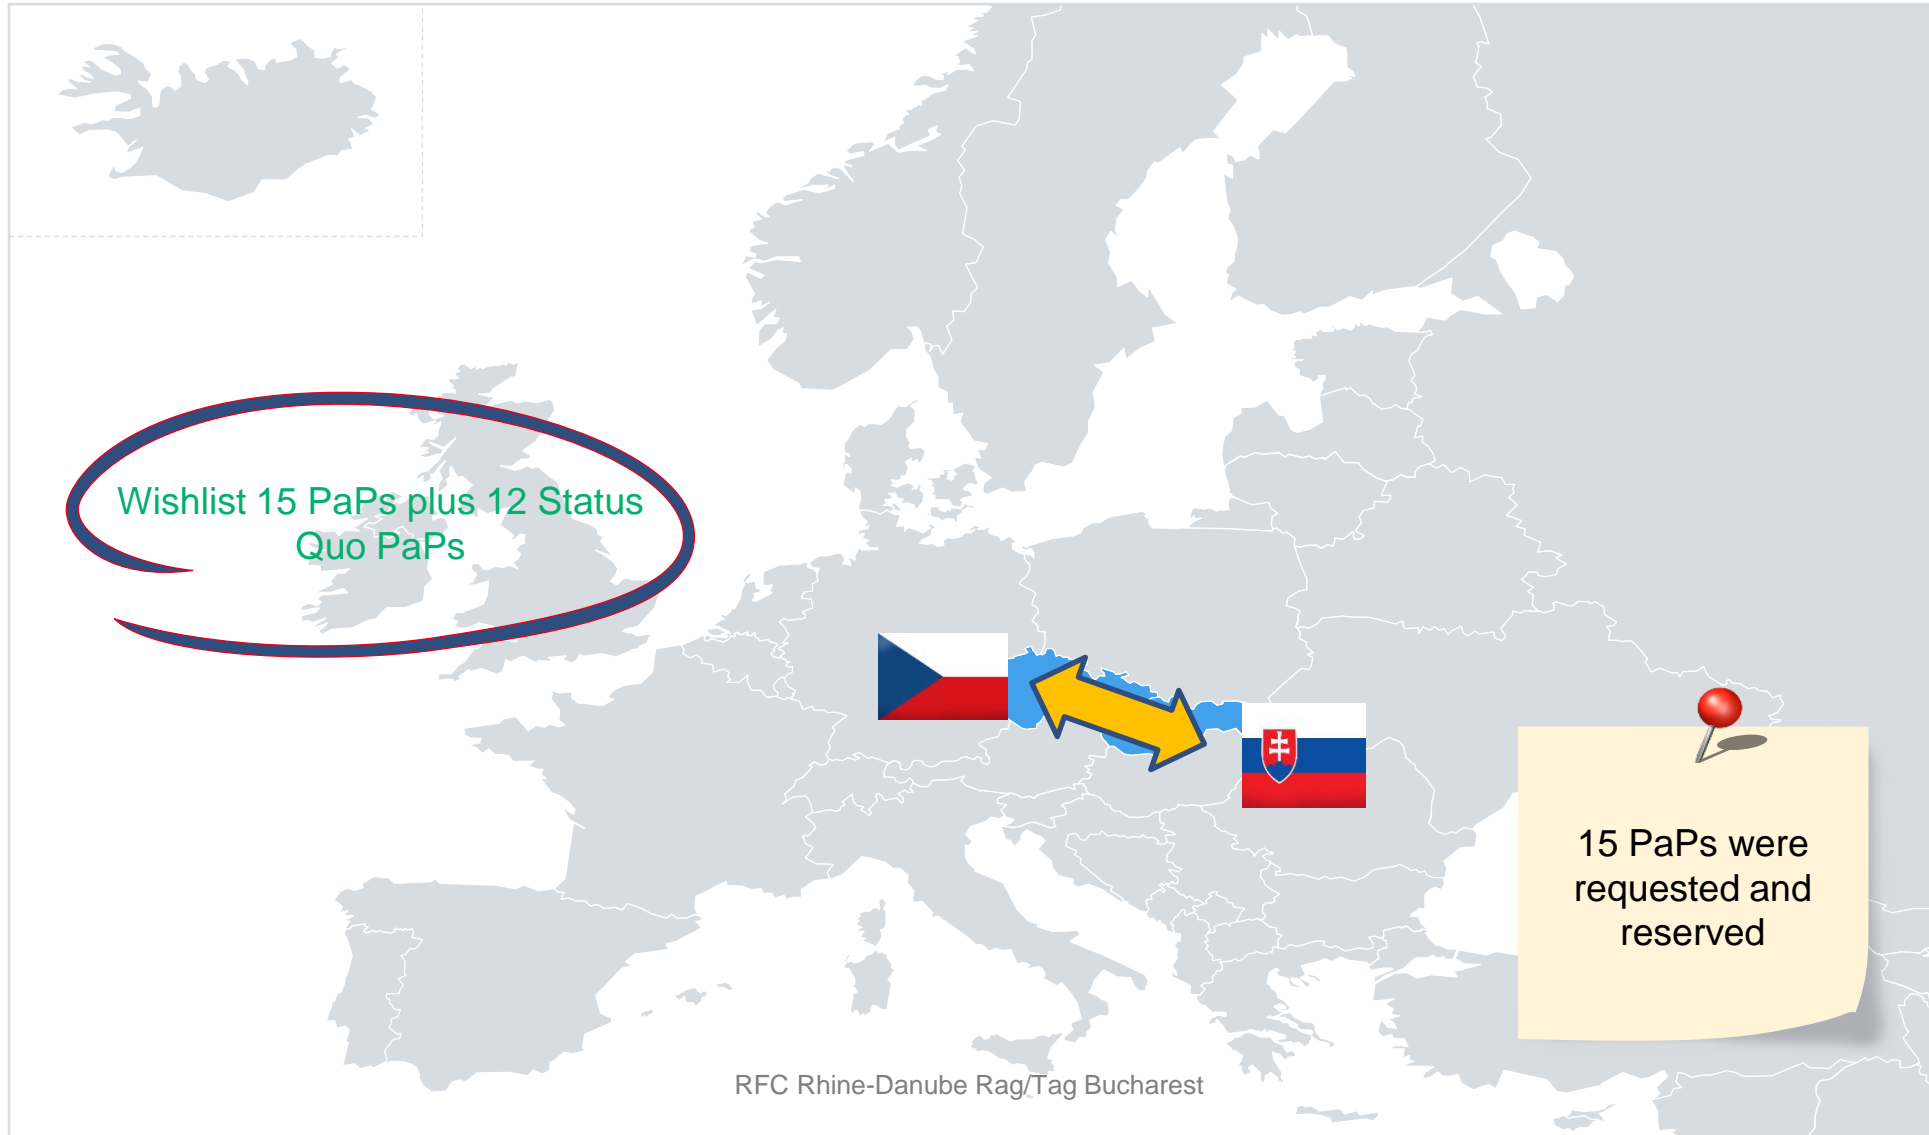 Wishlist 15 PaPs plus 12 Status
Quo PaPs
15 PaPs were
requested and
reserved
RFC Rhine-Danube Rag/Tag Bucharest